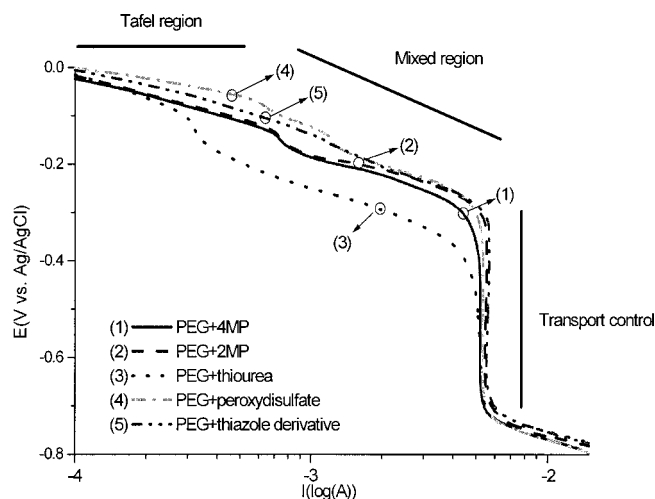 Tafel region
Mixed region
Transport control
E(V vs. Ag/AgCl)
0.0
-0.2
-0.4
-0.6
-0.8
(4)
(5)
(2)
(1)
(3)
(1) PEG+4MP
(2) PEG+2MP
(3) PEG+thiourea
(4) PEG+peroxydisulfate
(5) PEG+thiazole derivative
-4
-3
-2
I(log(A))